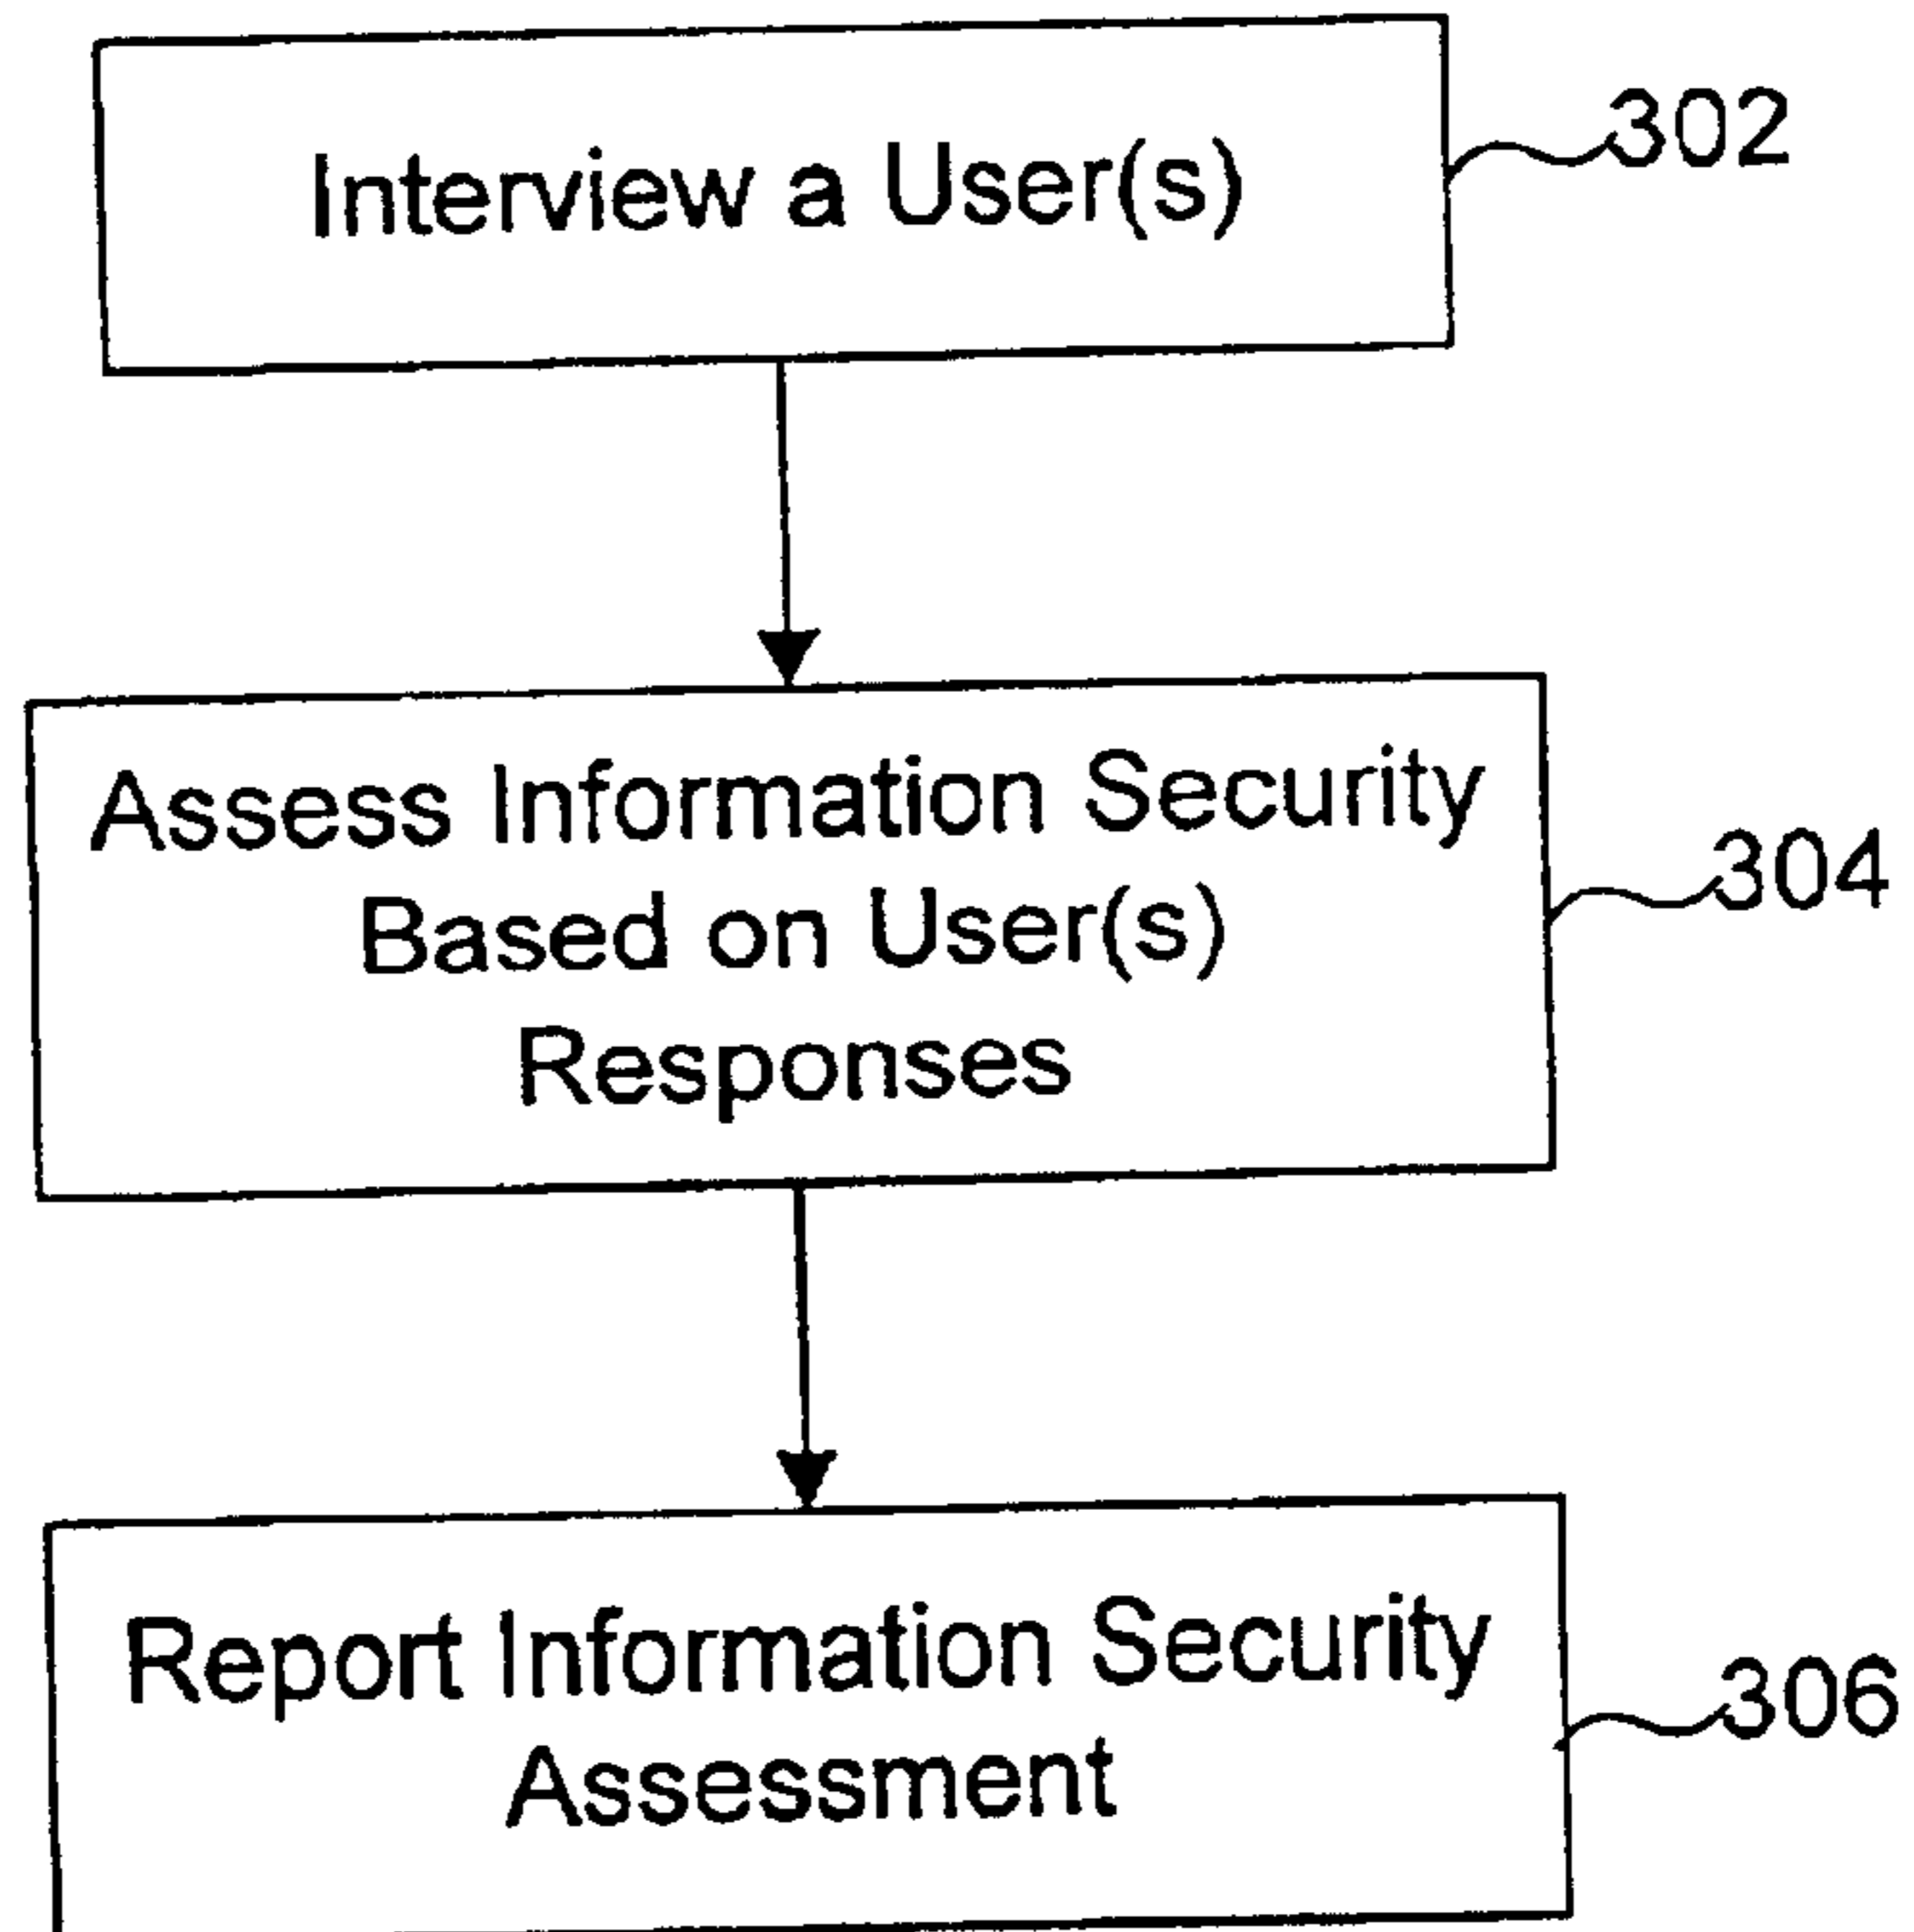 Interview a User(s)
302
Assess Information Security
Based on User(s)
Responses
304
Report Information Security
Assessment
306